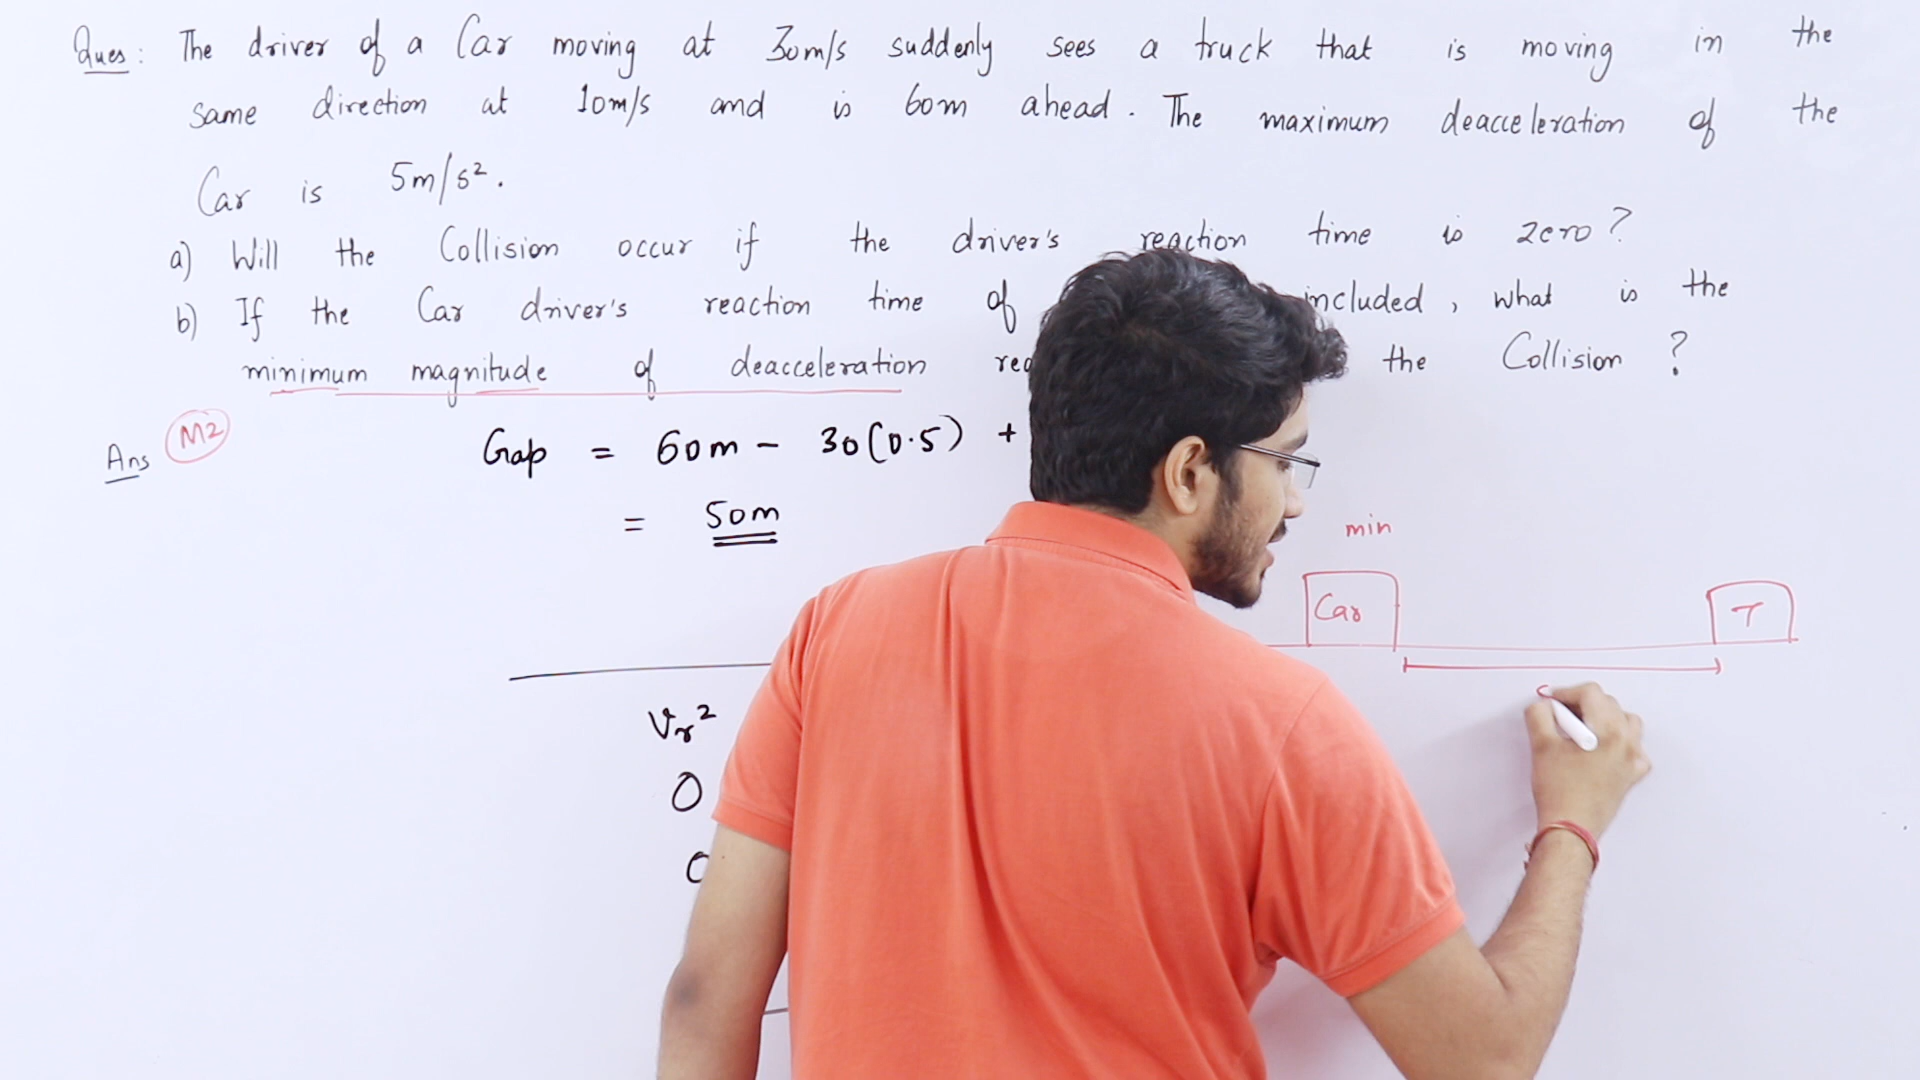 Ques: The driver of a Car moving at 30m/s suddenly sees a truck that is moving in the
same direction at 10m/s and is 60m ahead. The maximum deacceleration of the
Car is 5m/s².
a) Will the Collision occur if the driver's reaction time is zero?
b) If the Car driver's reaction time of included, what is the
minimum magnitude of deacceleration the Collision ?
Ans M2 Gap = 60m - 30(0.5) +
= 50m
min
Car T
Vr²
0
0